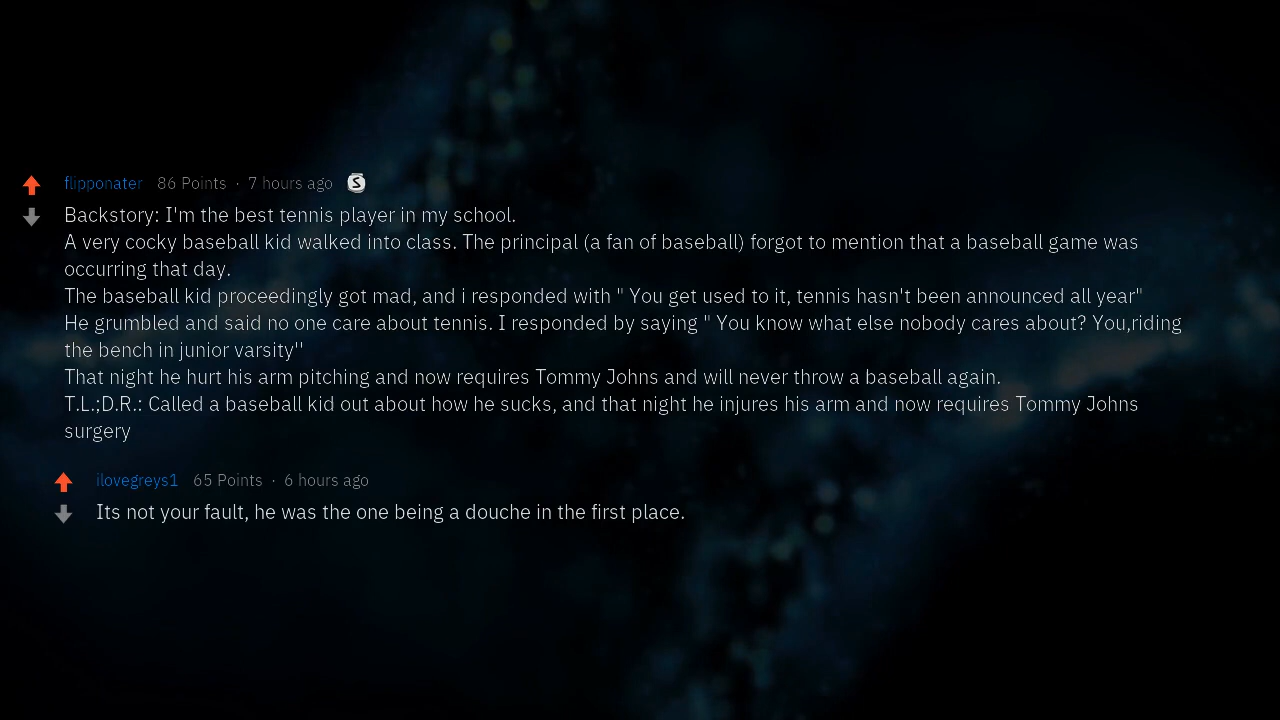 flipponater 86 Points · 7 hours ago S
Backstory: I'm the best tennis player in my school.
A very cocky baseball kid walked into class. The principal (a fan of baseball) forgot to mention that a baseball game was
occurring that day.
The baseball kid proceedingly got mad, and i responded with " You get used to it, tennis hasn't been announced all year"
He grumbled and said no one care about tennis. I responded by saying " You know what else nobody cares about? You,riding
the bench in junior varsity''
That night he hurt his arm pitching and now requires Tommy Johns and will never throw a baseball again.
T.L.;D.R.: Called a baseball kid out about how he sucks, and that night he injures his arm and now requires Tommy Johns
surgery
ilovegreys1 65 Points · 6 hours ago
Its not your fault, he was the one being a douche in the first place.